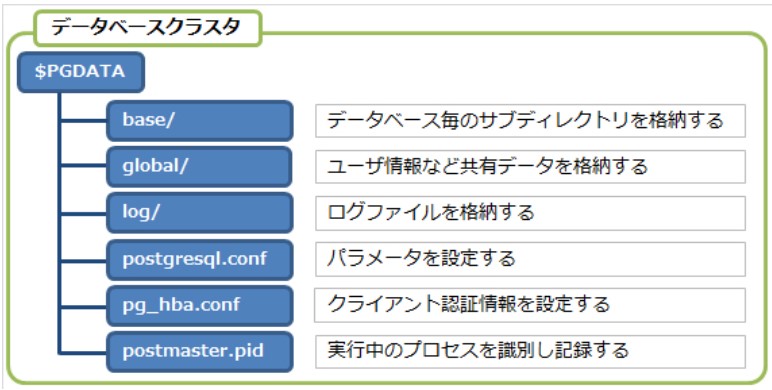 データベースクラスタ
$PGDATA
base/ データベース毎のサブディレクトリを格納する
global/ ユーザ情報など共有データを格納する
log/ ログファイルを格納する
postgresql.conf パラメータを設定する
pg_hba.conf クライアント認証情報を設定する
postmaster.pid 実行中のプロセスを識別し記録する